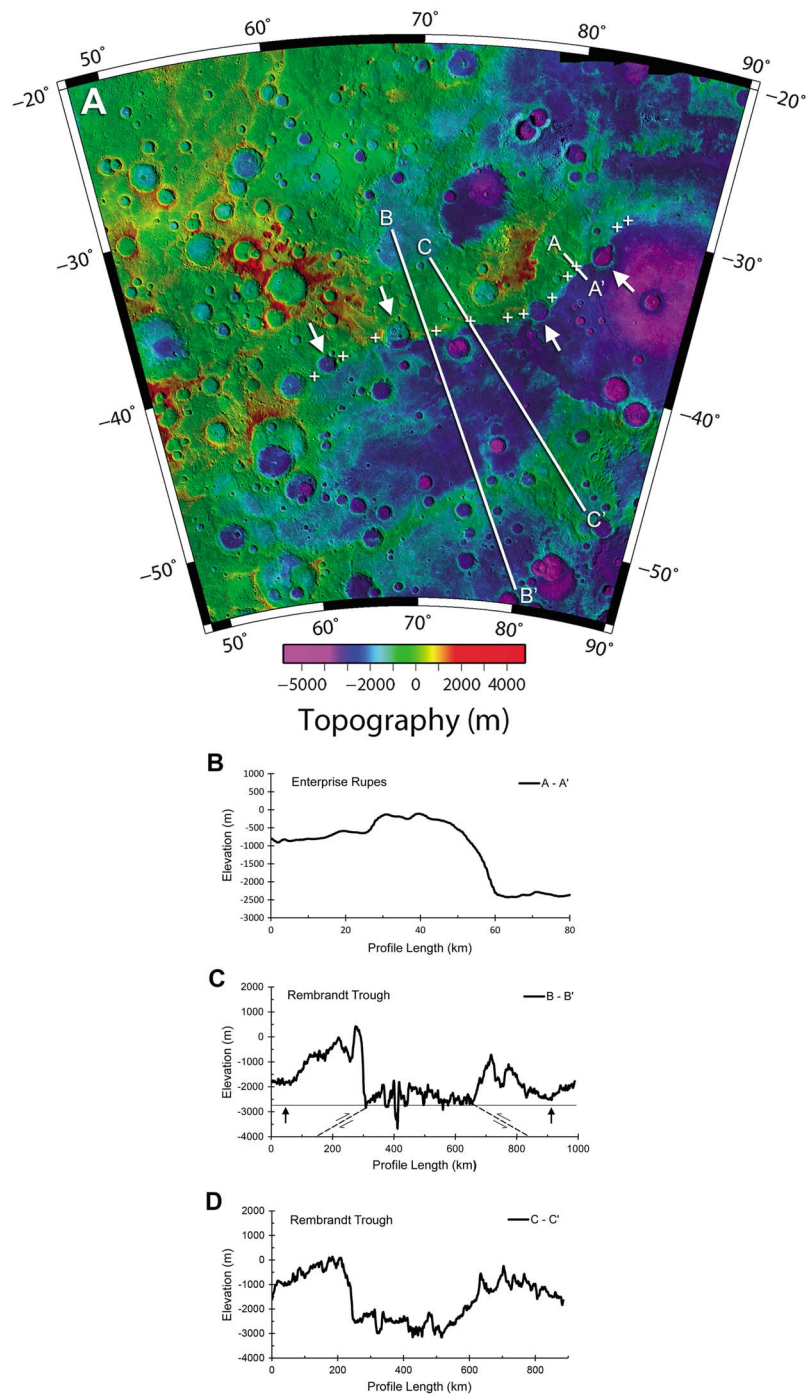 50° 60° 70° 80° 90°
−20° −20°
A
B
C
A
−30° −30°
A'
−40° −40°
C'
−50° −50°
B'
50° 60° 70° 80° 90°
−5000 −2000 0 2000 4000
Topography (m)
B
Enterprise Rupes
A - A'
1000
500
0
-500
-1000
-1500
-2000
-2500
-3000
Elevation (m)
0 20 40 60 80
Profile Length (km)
C
Rembrandt Trough
B - B'
2000
1000
0
-1000
-2000
-3000
-4000
Elevation (m)
0 200 400 600 800 1000
Profile Length (km)
D
Rembrandt Trough
C - C'
2000
1000
0
-1000
-2000
-3000
-4000
Elevation (m)
0 200 400 600 800
Profile Length (km)